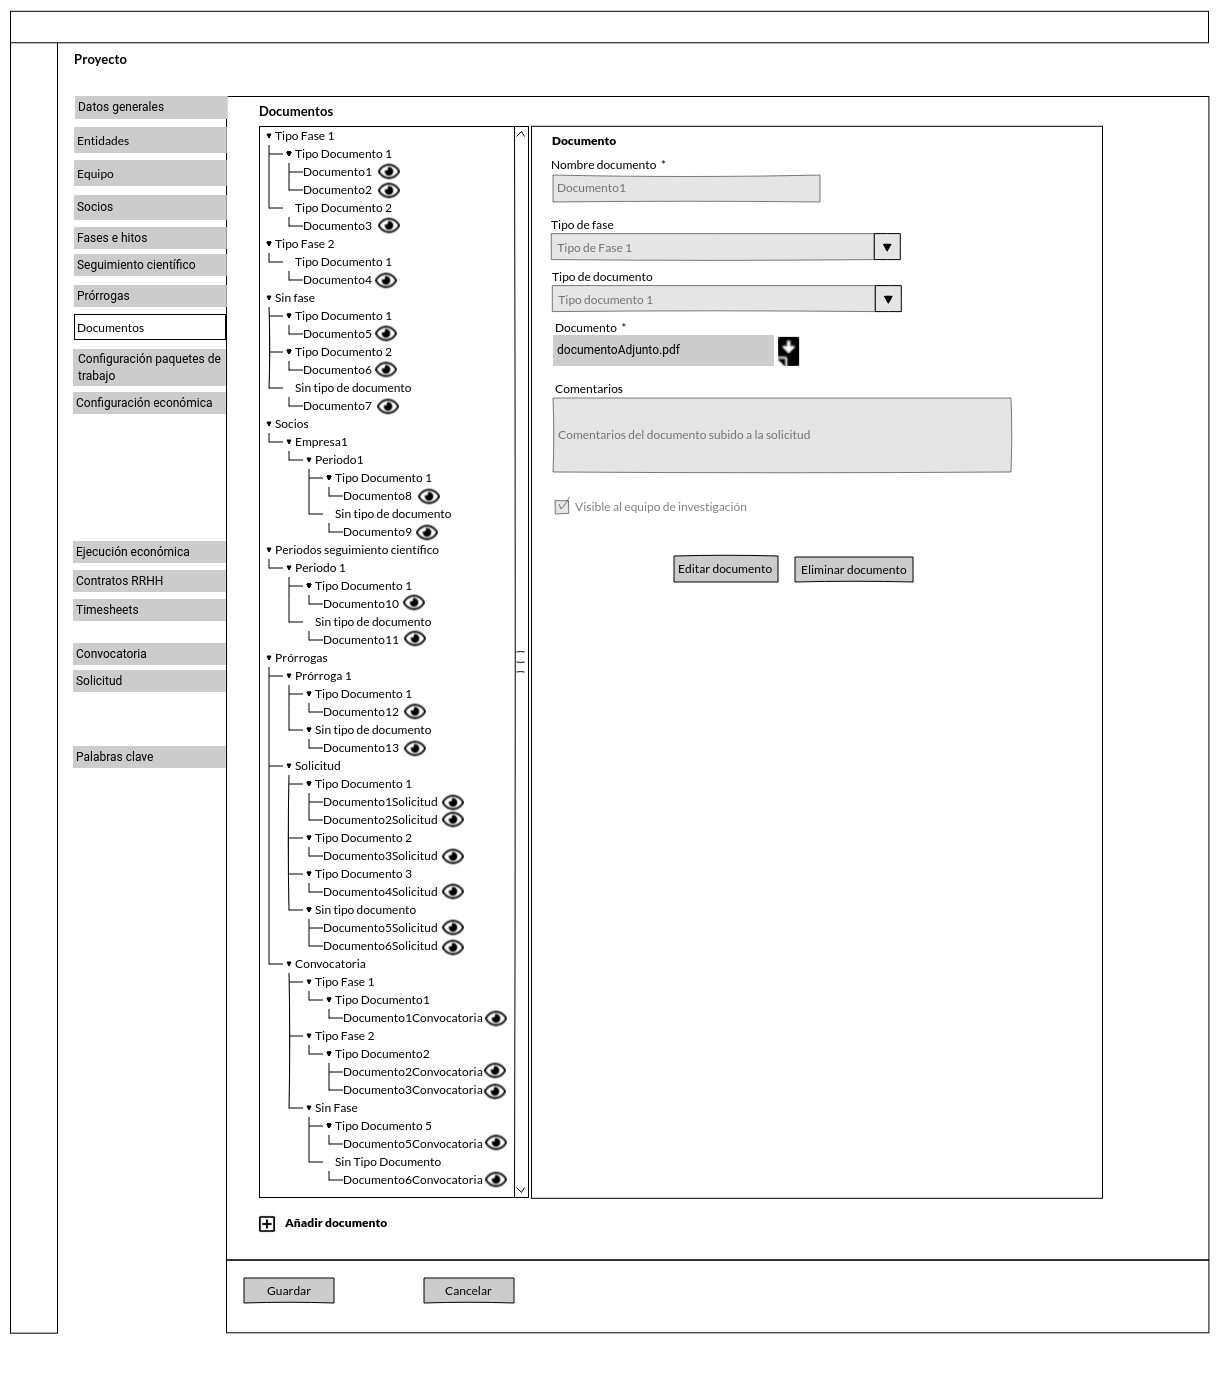 Proyecto
Datos generales
Entidades
Equipo
Socios
Fases e hitos
Seguimiento científico
Prórrogas
Documentos
Configuración paquetes de
trabajo
Configuración económica
Ejecución económica
Contratos RRHH
Timesheets
Convocatoria
Solicitud
Palabras clave
Documentos
Tipo Fase 1
Tipo Documento 1
Documento1
Documento2
Tipo Documento 2
Documento3
Tipo Fase 2
Tipo Documento 1
Documento4
Sin fase
Tipo Documento 1
Documento5
Tipo Documento 2
Documento6
Sin tipo de documento
Documento7
Socios
Empresa1
Periodo1
Tipo Documento 1
Documento8
Sin tipo de documento
Documento9
Periodos seguimiento científico
Periodo 1
Tipo Documento 1
Documento10
Sin tipo de documento
Documento11
Prórrogas
Prórroga 1
Tipo Documento 1
Documento12
Sin tipo de documento
Documento13
Solicitud
Tipo Documento 1
Documento1Solicitud
Documento2Solicitud
Tipo Documento 2
Documento3Solicitud
Tipo Documento 3
Documento4Solicitud
Sin tipo documento
Documento5Solicitud
Documento6Solicitud
Convocatoria
Tipo Fase 1
Tipo Documento1
Documento1Convocatoria
Tipo Fase 2
Tipo Documento2
Documento2Convocatoria
Documento3Convocatoria
Sin Fase
Tipo Documento 5
Documento5Convocatoria
Sin Tipo Documento
Documento6Convocatoria
Documento
Nombre documento *
Documento1
Tipo de fase
Tipo de Fase 1
Tipo de documento
Tipo documento 1
Documento *
documentoAdjunto.pdf
Comentarios
Comentarios del documento subido a la solicitud
Visible al equipo de investigación
Editar documento
Eliminar documento
Añadir documento
Guardar
Cancelar